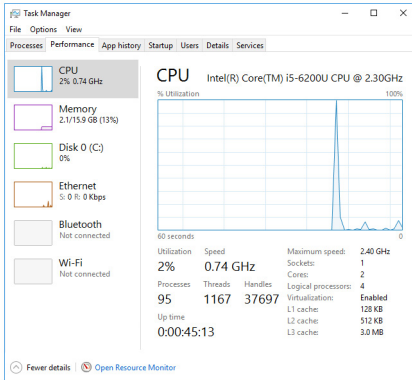 Task Manager
File Options View
Processes Performance App history Startup Users Details Services
CPU
2% 0.74 GHz
Memory
2.1/15.9 GB (13%)
Disk 0 (C:)
0%
Ethernet
S: 0 R: 0 Kbps
Bluetooth
Not connected
Wi-Fi
Not connected
CPU Intel(R) Core(TM) i5-6200U CPU @ 2.30GHz
% Utilization 100%
60 seconds 0
Utilization Speed
2% 0.74 GHz
Processes Threads Handles
95 1167 37697
Up time
0:00:45:13
Maximum speed: 2.40 GHz
Sockets: 1
Cores: 2
Logical processors: 4
Virtualization: Enabled
L1 cache: 128 KB
L2 cache: 512 KB
L3 cache: 3.0 MB
Fewer details Open Resource Monitor